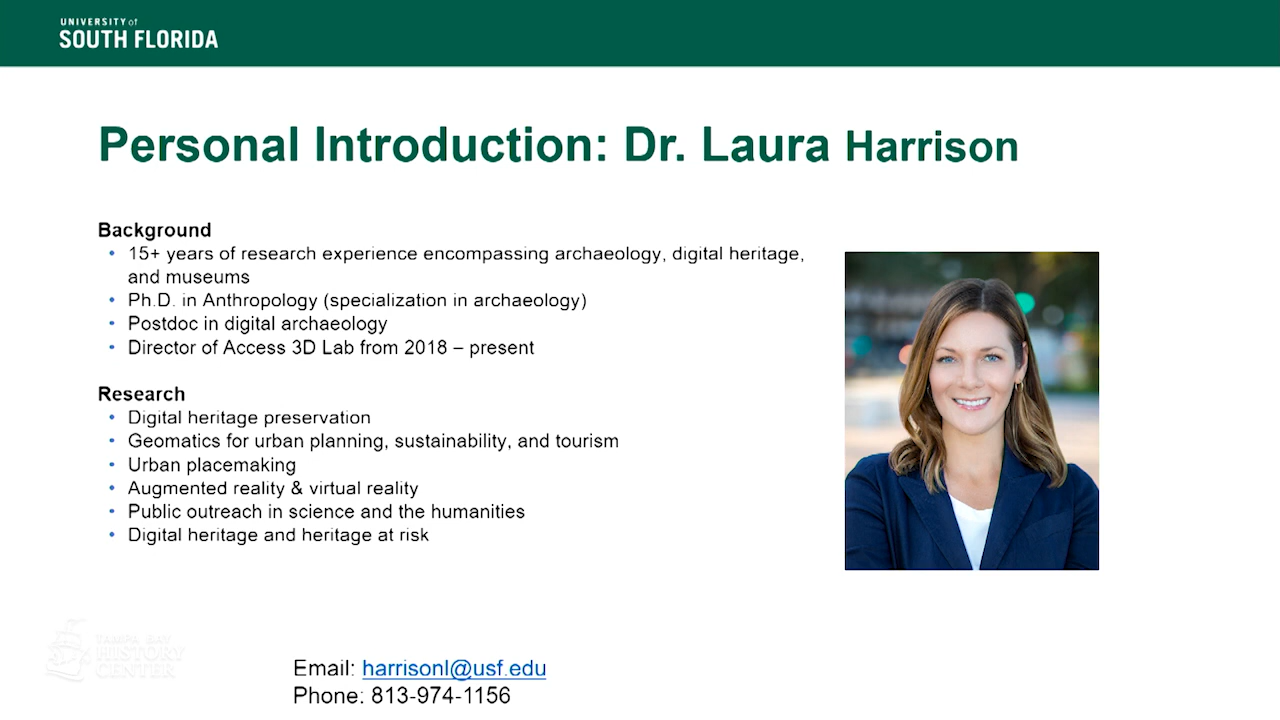 UNIVERSITY of
SOUTH FLORIDA
Personal Introduction: Dr. Laura Harrison
Background
• 15+ years of research experience encompassing archaeology, digital heritage,
and museums
• Ph.D. in Anthropology (specialization in archaeology)
• Postdoc in digital archaeology
• Director of Access 3D Lab from 2018 – present
Research
• Digital heritage preservation
• Geomatics for urban planning, sustainability, and tourism
• Urban placemaking
• Augmented reality & virtual reality
• Public outreach in science and the humanities
• Digital heritage and heritage at risk
TAMPA BAY
HISTORY
CENTER
Email: harrisonl@usf.edu
Phone: 813-974-1156